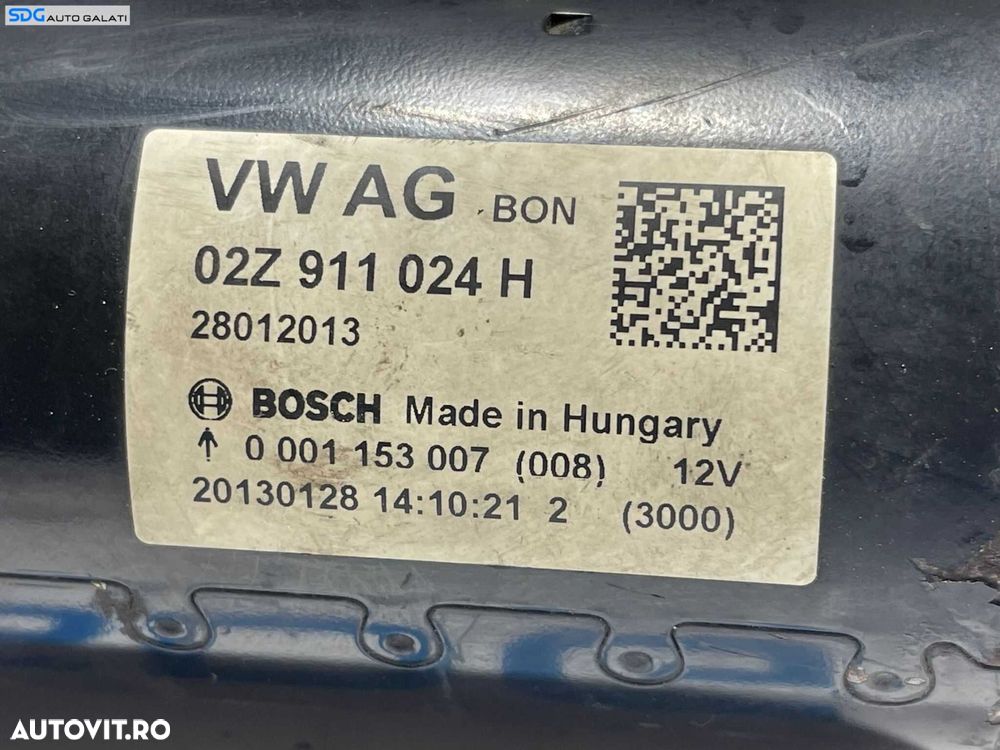 SDG AUTO GALATI
VW AG BON
02Z 911 024 H
28012013
BOSCH Made in Hungary
0 001 153 007 (008) 12V
20130128 14:10:21 2 (3000)
AUTOVIT.RO